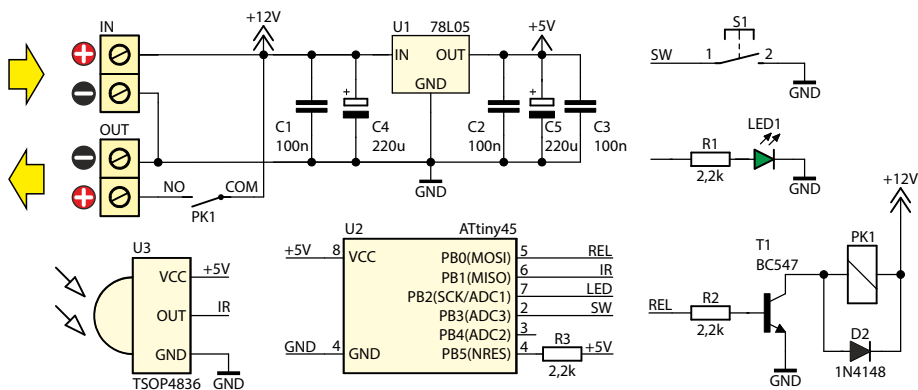 IN
+12V
U1 78L05
IN OUT
GND
+5V
+
C1
100n
+
C4
220u
C2
100n
+
C5
220u
C3
100n
GND
OUT
NO COM
PK1
S1
SW 1 2
GND
LED1
R1
2,2k
GND
U3
VCC +5V
OUT IR
GND
TSOP4836 GND
U2 ATtiny45
+5V 8 VCC
PB0(MOSI) 5 REL
PB1(MISO) 6 IR
PB2(SCK/ADC1) 7 LED
PB3(ADC3) 2 SW
PB4(ADC2) 3
GND 4 GND
PB5(NRES) 4 R3 +5V
2,2k
+12V
T1
BC547
PK1
REL R2
2,2k
D2
1N4148
GND